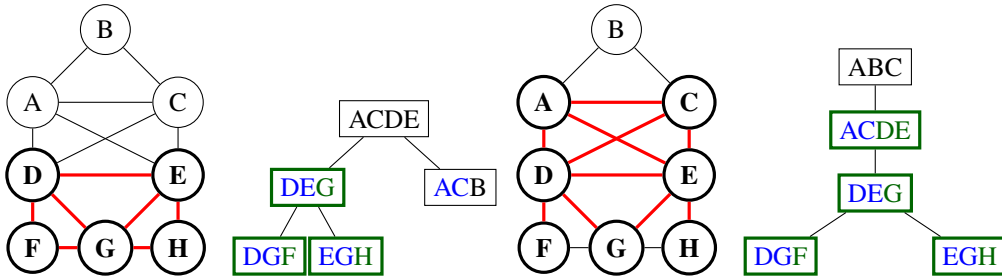 B
A C
D E
F G H
ACDE
DEG ACB
DGF EGH
B
A C
D E
F G H
ABC
ACDE
DEG
DGF EGH